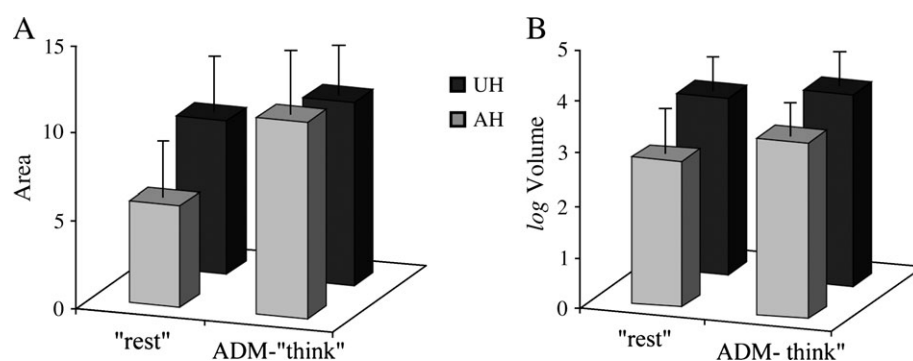 A
15
10
5
0
Area
"rest"
ADM-"think"
UH
AH
B
5
4
3
2
1
0
log Volume
"rest"
ADM- think"